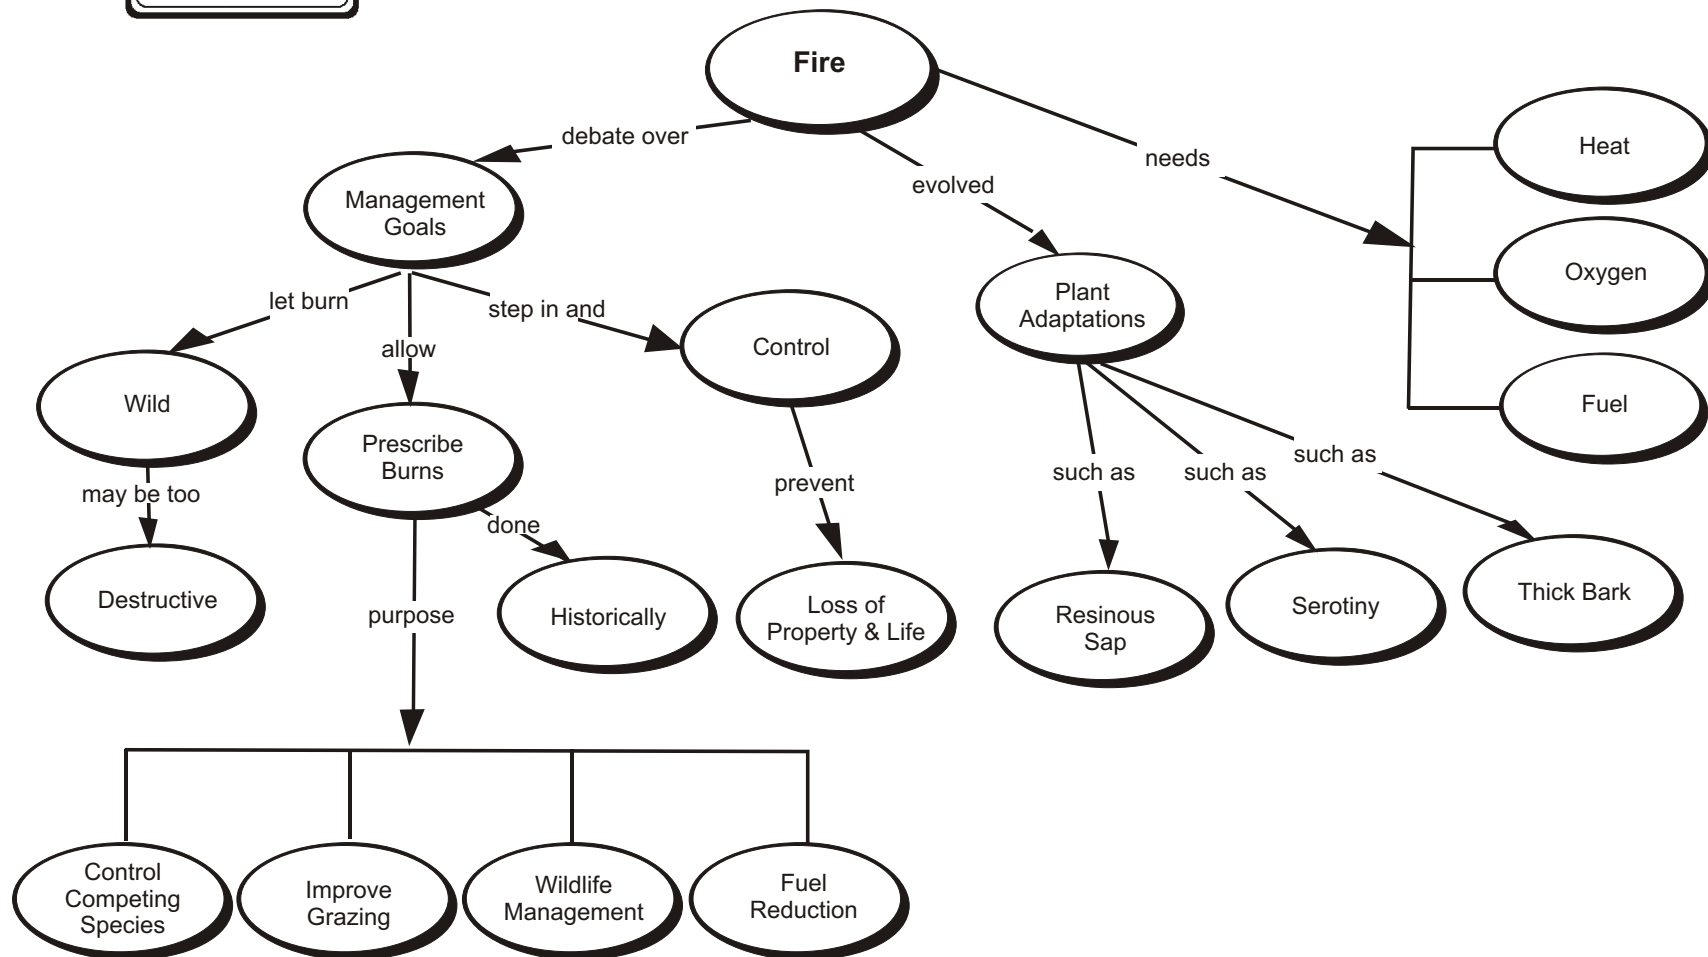 Fire
debate over
needs
Heat
evolved
Management
Goals
Oxygen
Plant
Adaptations
let burn
step in and
allow
Control
Wild
Fuel
Prescribe
Burns
such as
such as
such as
prevent
may be too
done
Destructive
purpose
Historically
Loss of
Property & Life
Resinous
Sap
Serotiny
Thick Bark
Control
Competing
Species
Improve
Grazing
Wildlife
Management
Fuel
Reduction